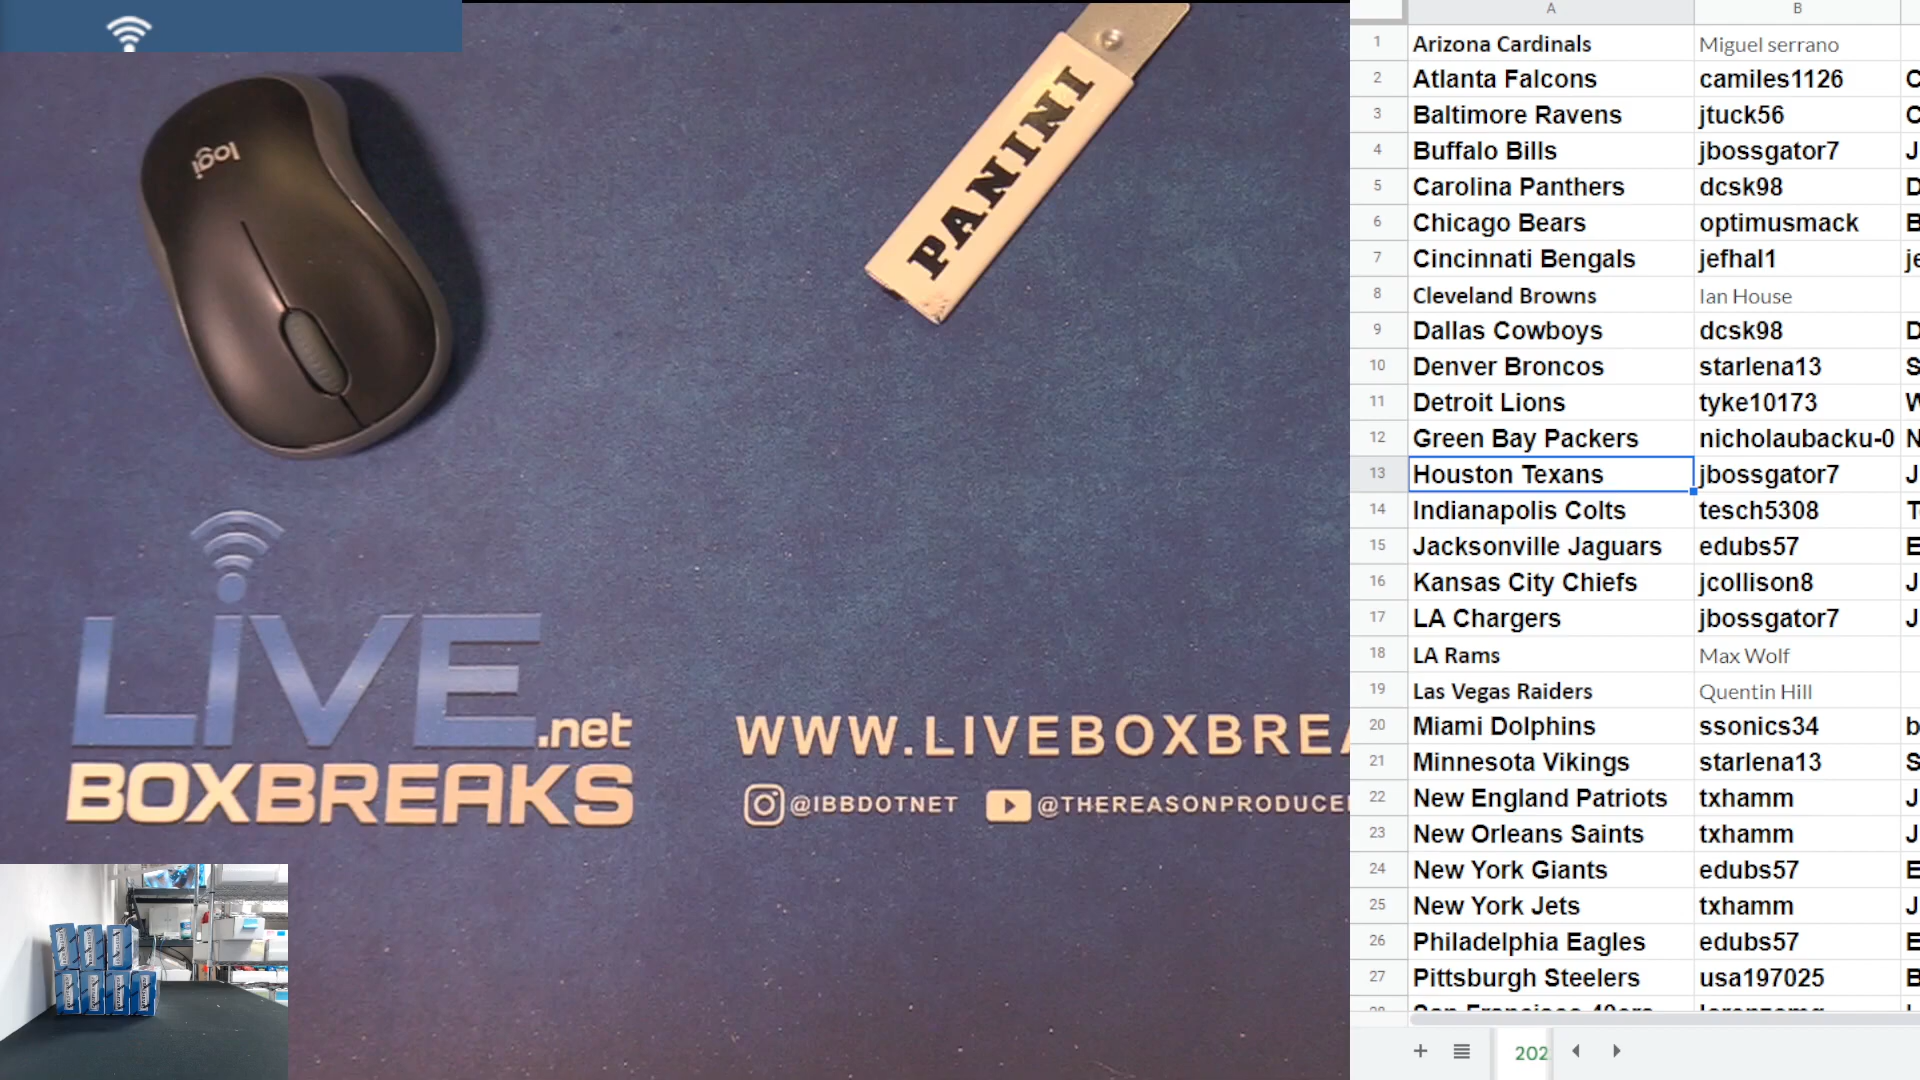 logi
PANINI
LIVE.net
BOXBREAKS
WWW.LIVEBOXBREA
@IBBDOTNET
@THEREASONPRODUCE
A B
1 Arizona Cardinals Miguel serrano
2 Atlanta Falcons camiles1126
3 Baltimore Ravens jtuck56
4 Buffalo Bills jbossgator7 J
5 Carolina Panthers dcsk98 D
6 Chicago Bears optimusmack B
7 Cincinnati Bengals jefhal1 je
8 Cleveland Browns Ian House
9 Dallas Cowboys dcsk98 D
10 Denver Broncos starlena13 S
11 Detroit Lions tyke10173
12 Green Bay Packers nicholaubacku-0 N
13 Houston Texans jbossgator7 J
14 Indianapolis Colts tesch5308
15 Jacksonville Jaguars edubs57 E
16 Kansas City Chiefs jcollison8 J
17 LA Chargers jbossgator7 J
18 LA Rams Max Wolf
19 Las Vegas Raiders Quentin Hill
20 Miami Dolphins ssonics34 b
21 Minnesota Vikings starlena13 S
22 New England Patriots txhamm J
23 New Orleans Saints txhamm J
24 New York Giants edubs57 E
25 New York Jets txhamm J
26 Philadelphia Eagles edubs57 E
27 Pittsburgh Steelers usa197025 B
202